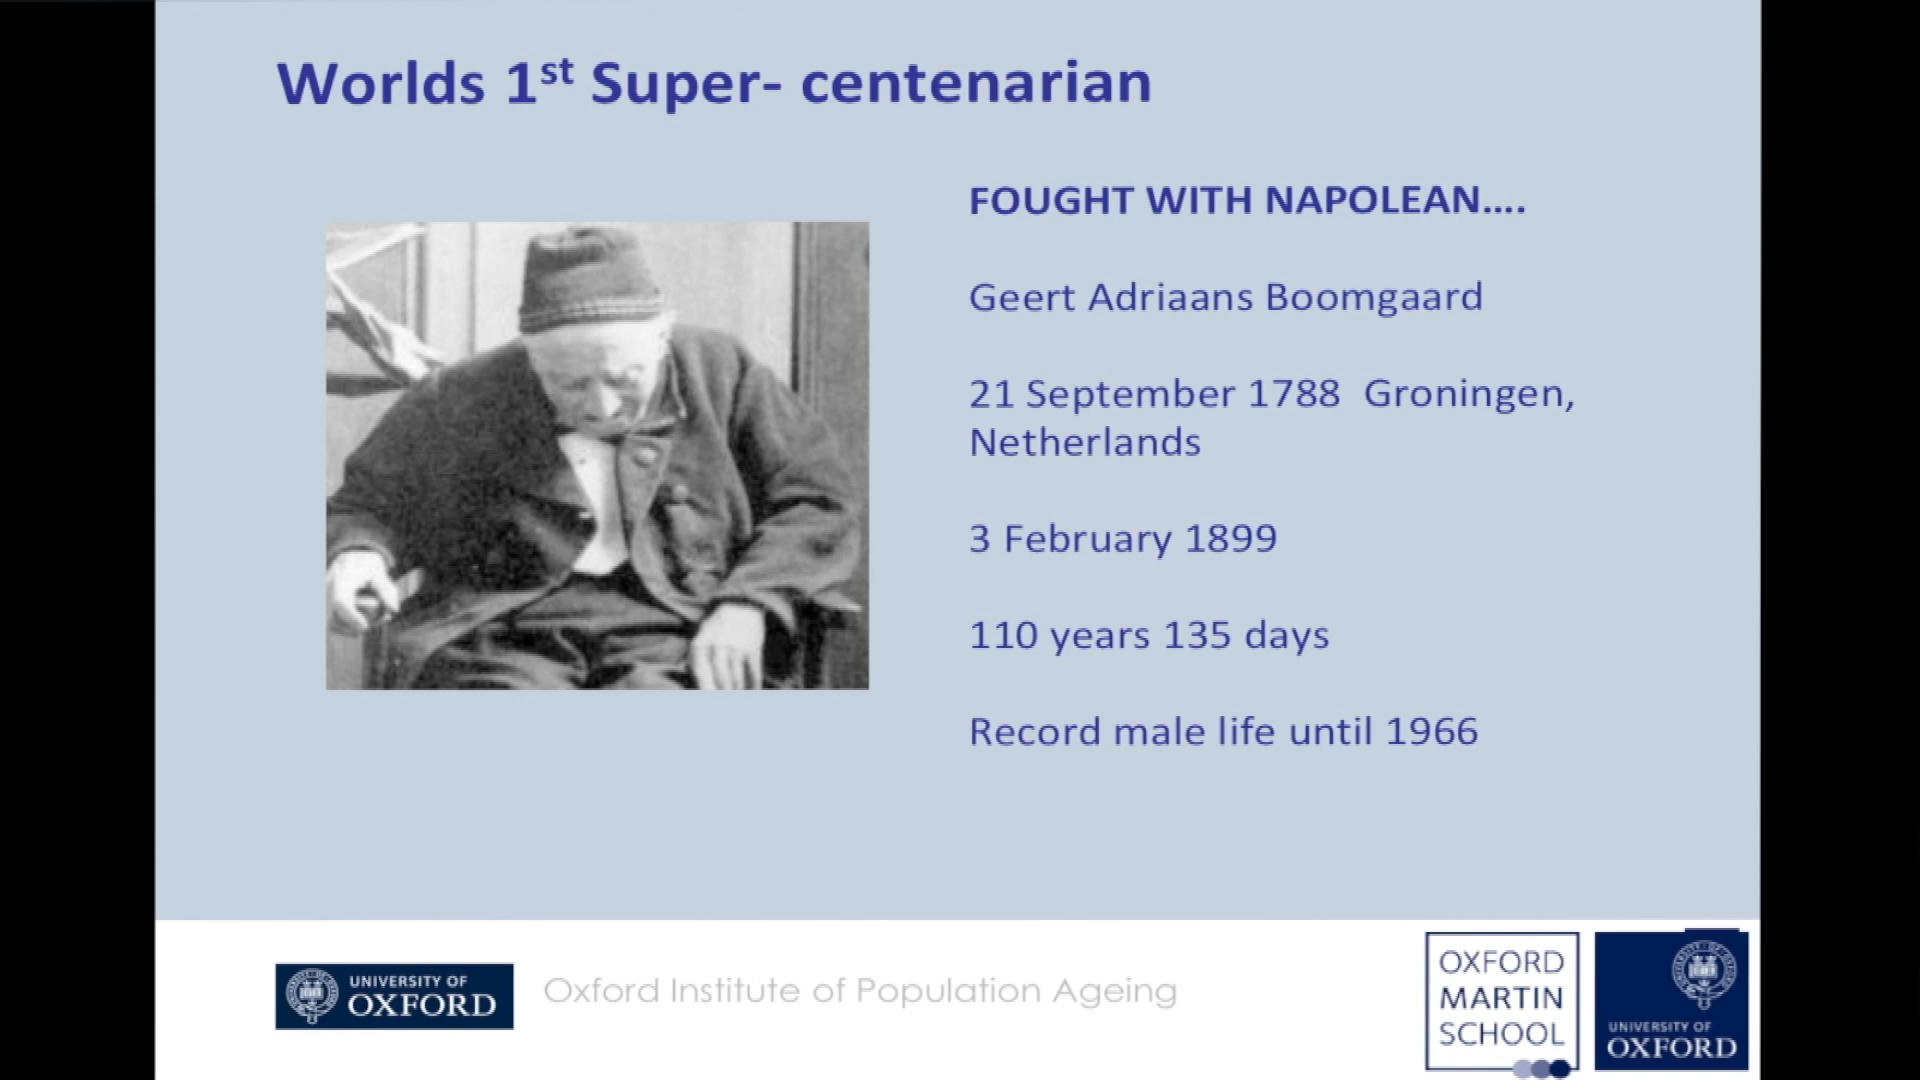 Worlds 1st Super- centenarian
FOUGHT WITH NAPOLEAN....
Geert Adriaans Boomgaard
21 September 1788 Groningen,
Netherlands
3 February 1899
110 years 135 days
Record male life until 1966
UNIVERSITY OF
OXFORD
Oxford Institute of Population Ageing
OXFORD
MARTIN
SCHOOL
UNIVERSITY OF
OXFORD